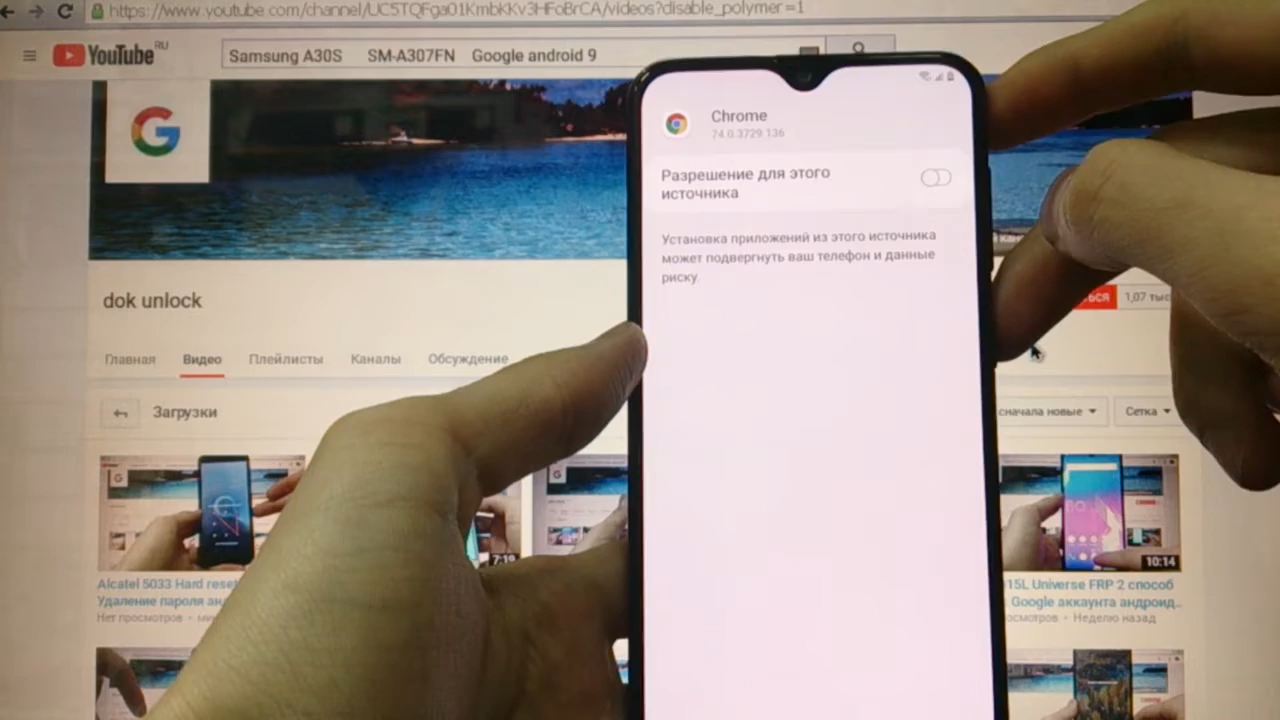 https://www.youtube.com/channel/UC5TQFga01KmbKKv3HFoBrCA/videos?disable_polymer=1
YouTube RU
Samsung A30S SM-A307FN Google android 9
Chrome
74.0.3729.136
Разрешение для этого
источника
Установка приложений из этого источника
может подвергнуть ваш телефон и данные
риску.
dok unlock
ЬСЯ 1,07 тыс
Главная Видео Плейлисты Каналы Обсуждение
Загрузки
сначала новые Сетка
7:19
10:14
Alcatel 5033 Hard reset
Удаление пароля
Нет просмотров
15L Universe FRP 2 способ
Google аккаунта андроид...
Неделю назад